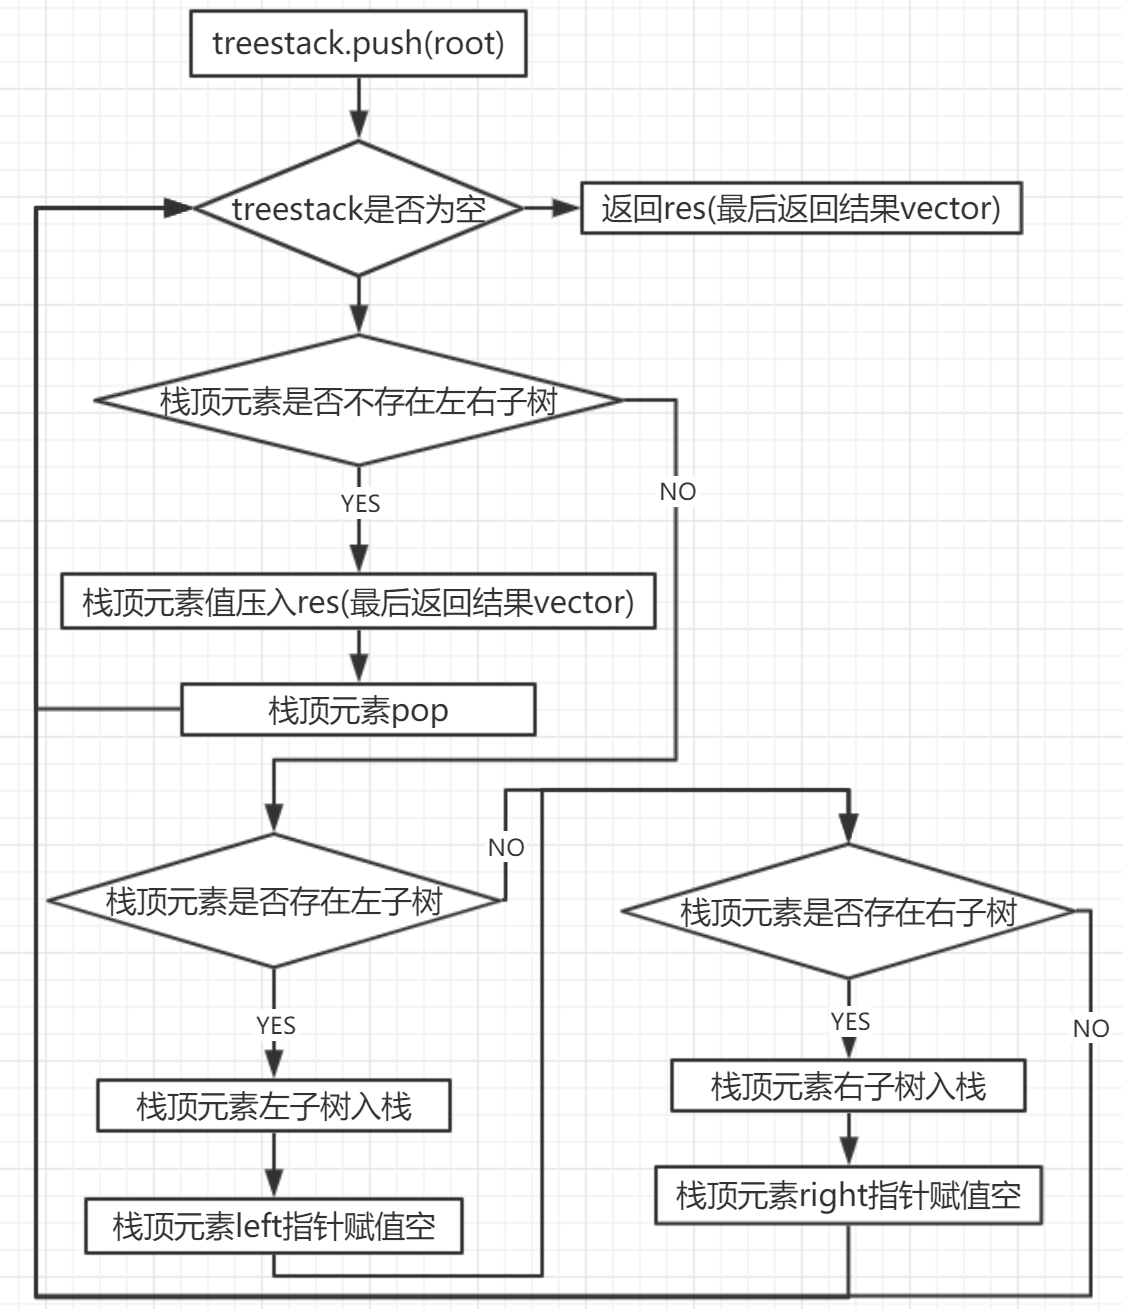 treestack.push(root)
treestack是否为空
返回res(最后返回结果vector)
栈顶元素是否不存在左右子树
YES
NO
栈顶元素值压入res(最后返回结果vector)
栈顶元素pop
NO
栈顶元素是否存在左子树
栈顶元素是否存在右子树
YES
YES
NO
栈顶元素左子树入栈
栈顶元素右子树入栈
栈顶元素left指针赋值空
栈顶元素right指针赋值空